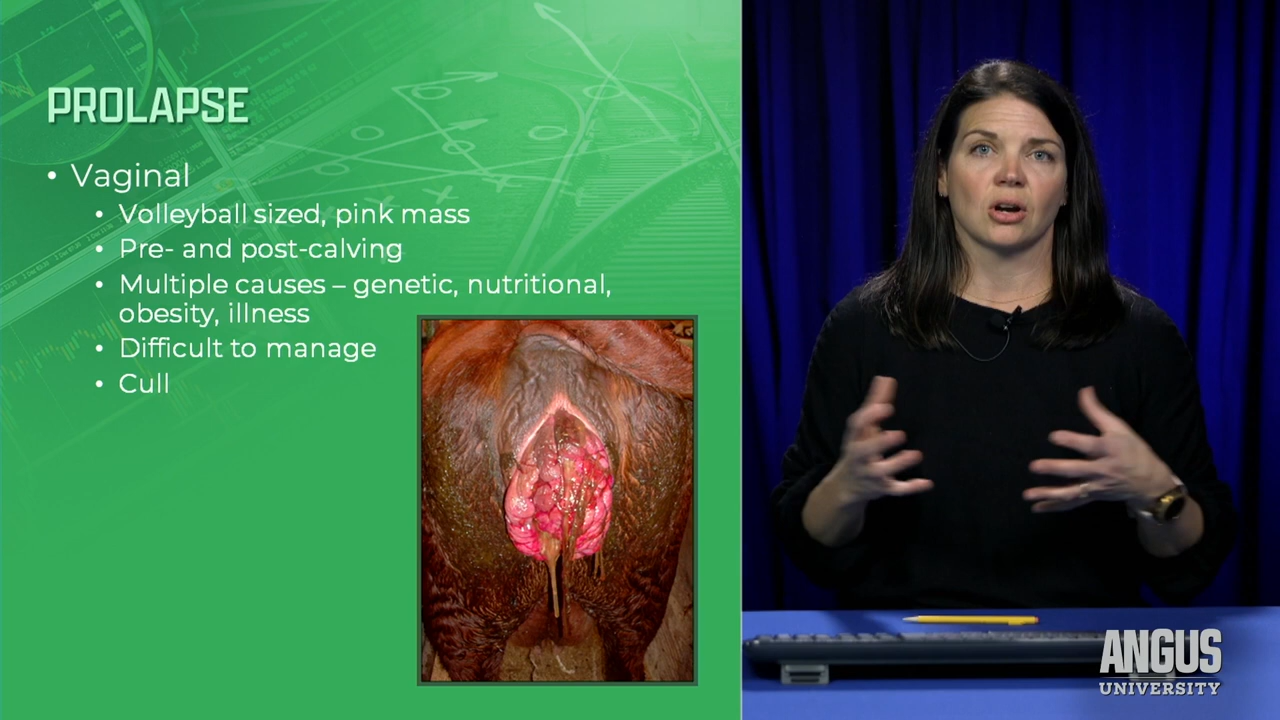 PROLAPSE
• Vaginal
• Volleyball sized, pink mass
• Pre- and post-calving
• Multiple causes – genetic, nutritional,
obesity, illness
• Difficult to manage
• Cull
ANGUS
UNIVERSITY